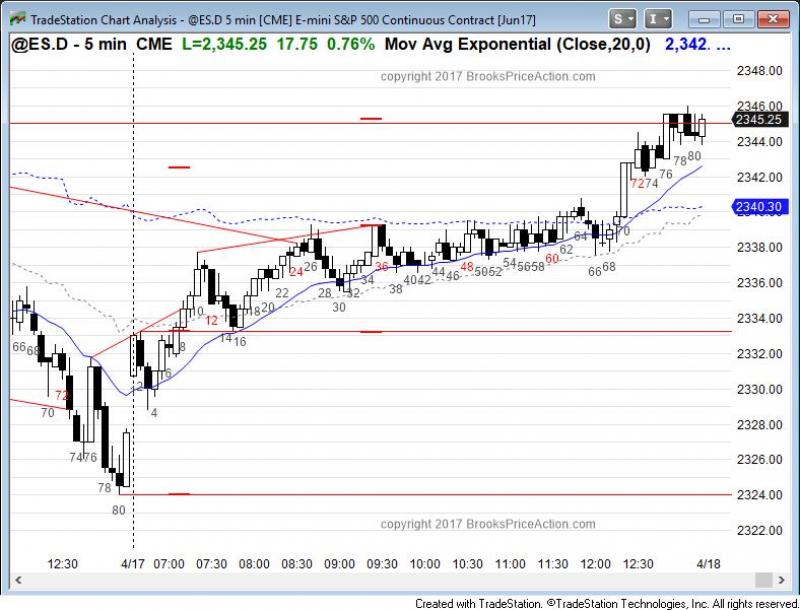 TradeStation Chart Analysis - @ES.D 5 min [CME] E-mini S&P 500 Continuous Contract [Jun17]
S I
@ES.D - 5 min CME L=2,345.25 17.75 0.76% Mov Avg Exponential (Close,20,0) 2,342. ...
copyright 2017 BrooksPriceAction.com
2348.00
2346.00
2345.25
2344.00
2342.00
2340.30
2338.00
2336.00
2334.00
2332.00
2330.00
2328.00
2326.00
2324.00
2322.00
66 68 70 72 74 76 78 80
2 4 6 8 10 12 14 16 18 20 22 24 26 28 30 32 34 36 38 40 42 44 46 48 50 52 54 56 58 60 62 64 66 68 70 72 74 76 78 80
copyright 2017 BrooksPriceAction.com
12:30 4/17 07:00 07:30 08:00 08:30 09:00 09:30 10:00 10:30 11:00 11:30 12:00 12:30 4/18
Created with TradeStation. ©TradeStation Technologies, Inc. All rights reserved.